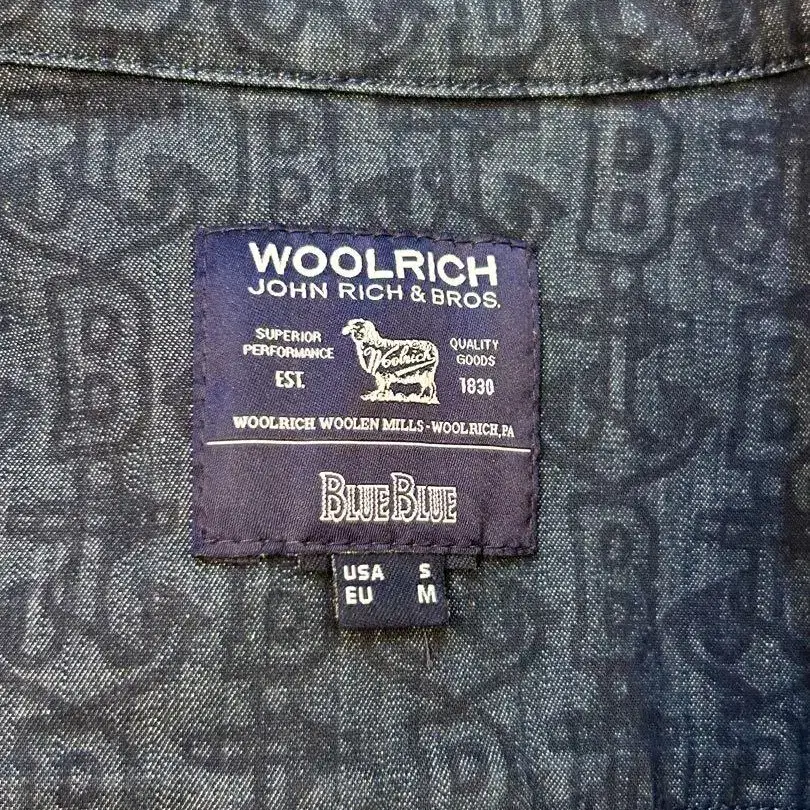 WOOLRICH
JOHN RICH & BROS.
SUPERIOR
PERFORMANCE
EST.
Woolrich
QUALITY
GOODS
1830
WOOLRICH WOOLEN MILLS-WOOLRICH, PA
BLUE BLUE
USA S
EU M